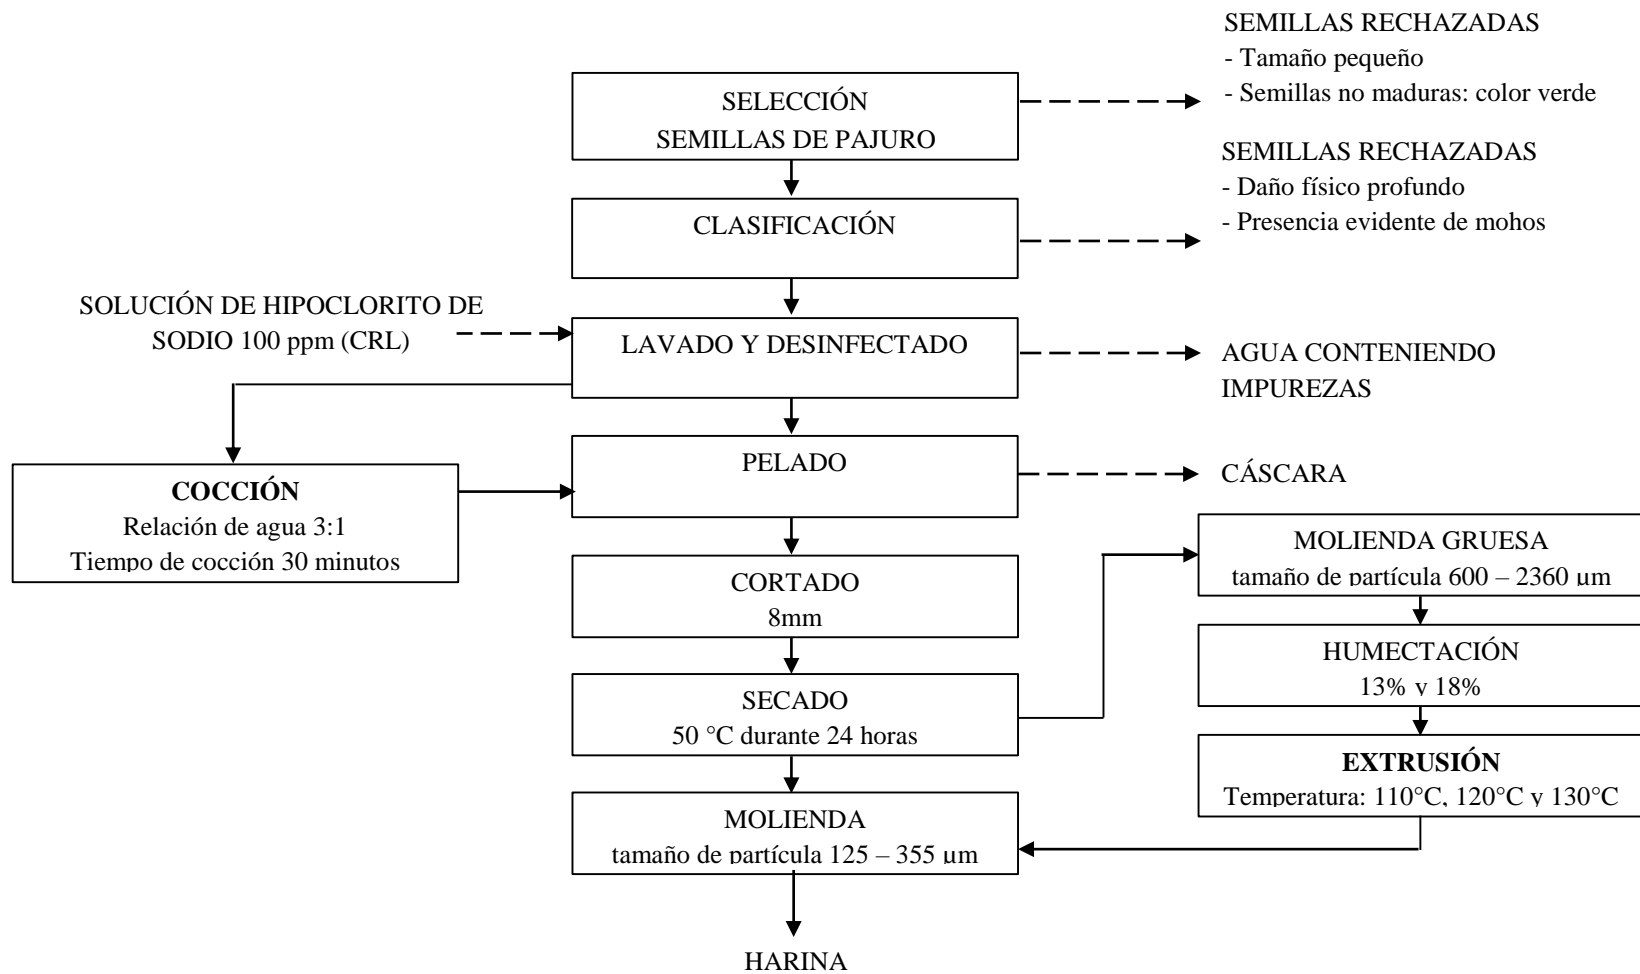 SEMILLAS RECHAZADAS
- Tamaño pequeño
- Semillas no maduras: color verde
SELECCIÓN
SEMILLAS DE PAJURO
SEMILLAS RECHAZADAS
- Daño físico profundo
- Presencia evidente de mohos
CLASIFICACIÓN
SOLUCIÓN DE HIPOCLORITO DE
SODIO 100 ppm (CRL)
LAVADO Y DESINFECTADO
AGUA CONTENIENDO
IMPUREZAS
PELADO
CÁSCARA
COCCIÓN
Relación de agua 3:1
Tiempo de cocción 30 minutos
CORTADO
8mm
MOLIENDA GRUESA
tamaño de partícula 600 – 2360 µm
HUMECTACIÓN
13% y 18%
SECADO
50 °C durante 24 horas
EXTRUSIÓN
Temperatura: 110°C, 120°C y 130°C
MOLIENDA
tamaño de partícula 125 – 355 µm
HARINA